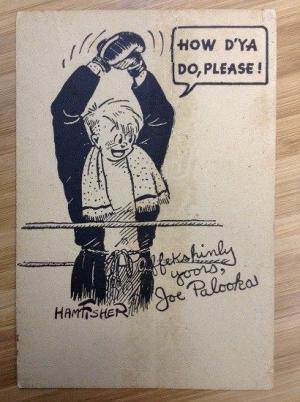 HOW D'YA
DO, PLEASE!
Affekshinly
yoors,
Joe Palooka
HAM FISHER